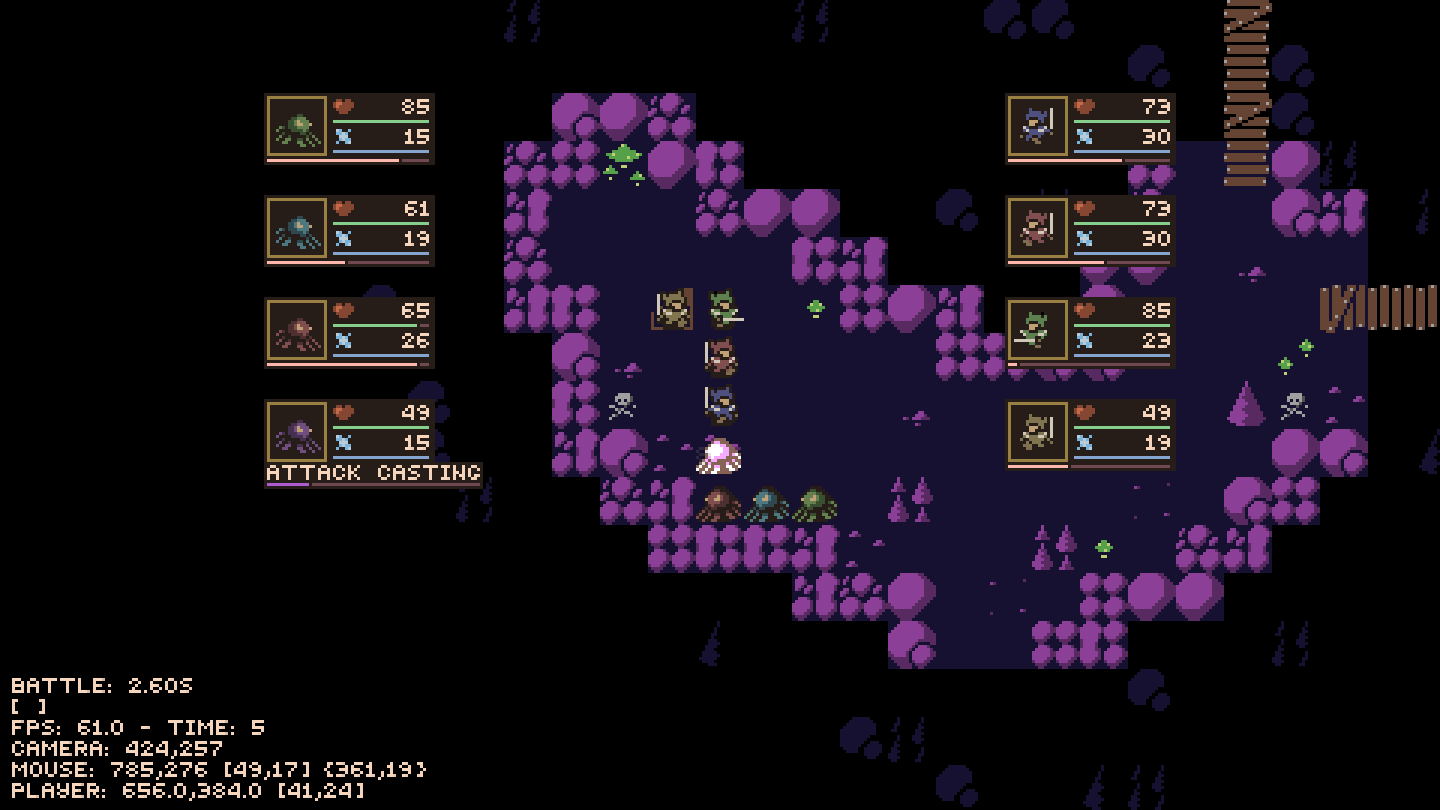 85
15
61
19
65
26
49
15
ATTACK CASTING
73
30
73
30
85
23
49
19
BATTLE: 2.60S
[ ]
FPS: 61.0 - TIME: 5
CAMERA: 424,257
MOUSE: 785,276 [49,17] {361,19}
PLAYER: 656.0,384.0 [41,24]